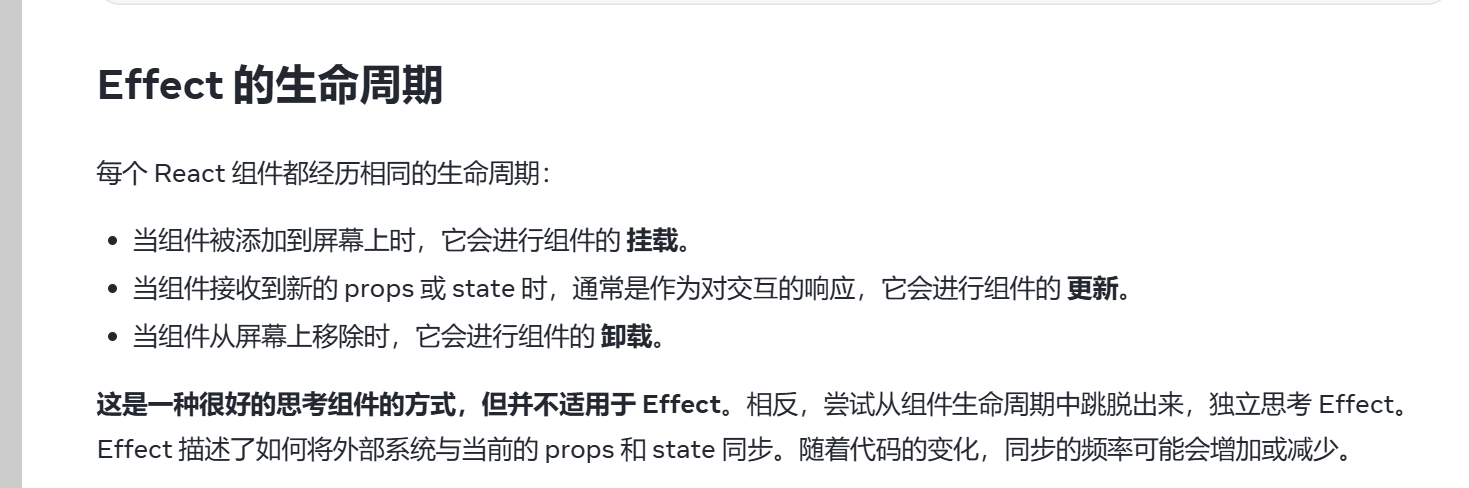 Effect 的生命周期
每个 React 组件都经历相同的生命周期：
当组件被添加到屏幕上时，它会进行组件的 挂载。
当组件接收到新的 props 或 state 时，通常是作为对交互的响应，它会进行组件的 更新。
当组件从屏幕上移除时，它会进行组件的 卸载。
这是一种很好的思考组件的方式，但并不适用于 Effect。相反，尝试从组件生命周期中跳脱出来，独立思考 Effect。
Effect 描述了如何将外部系统与当前的 props 和 state 同步。随着代码的变化，同步的频率可能会增加或减少。